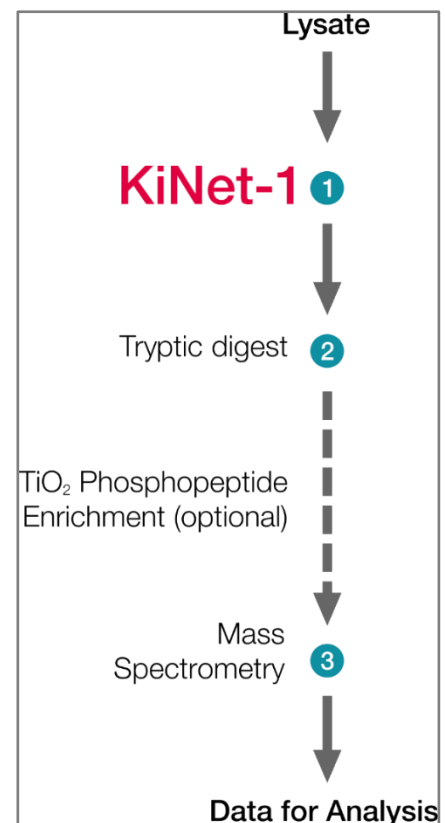 Lysate
KiNet-1 1
Tryptic digest 2
TiO₂ Phosphopeptide
Enrichment (optional)
Mass
Spectrometry 3
Data for Analysis